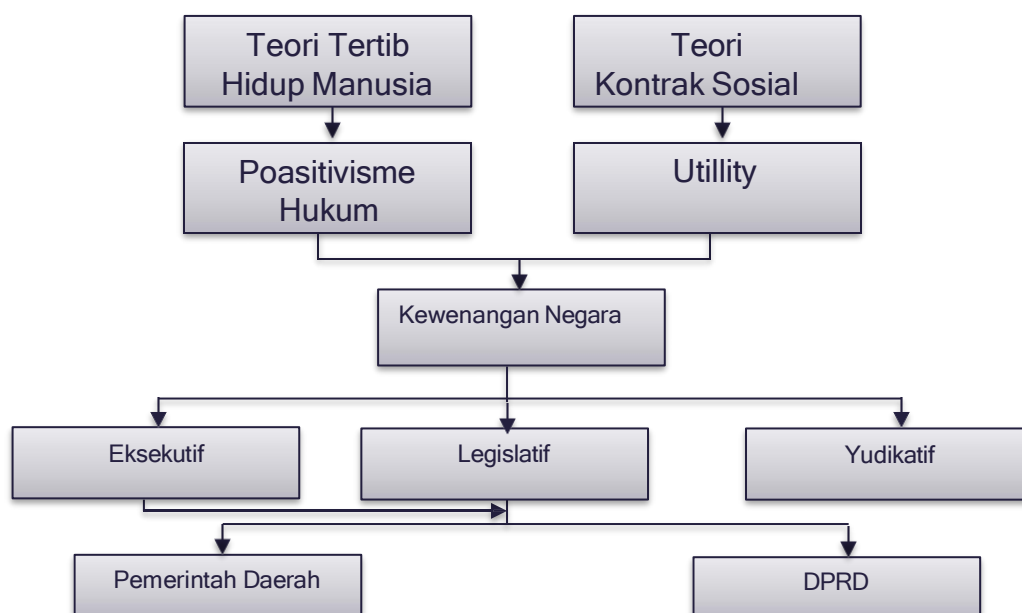 Teori Tertib
Hidup Manusia
Teori
Kontrak Sosial
Poasitivisme
Hukum
Utillity
Kewenangan Negara
Eksekutif
Legislatif
Yudikatif
Pemerintah Daerah
DPRD